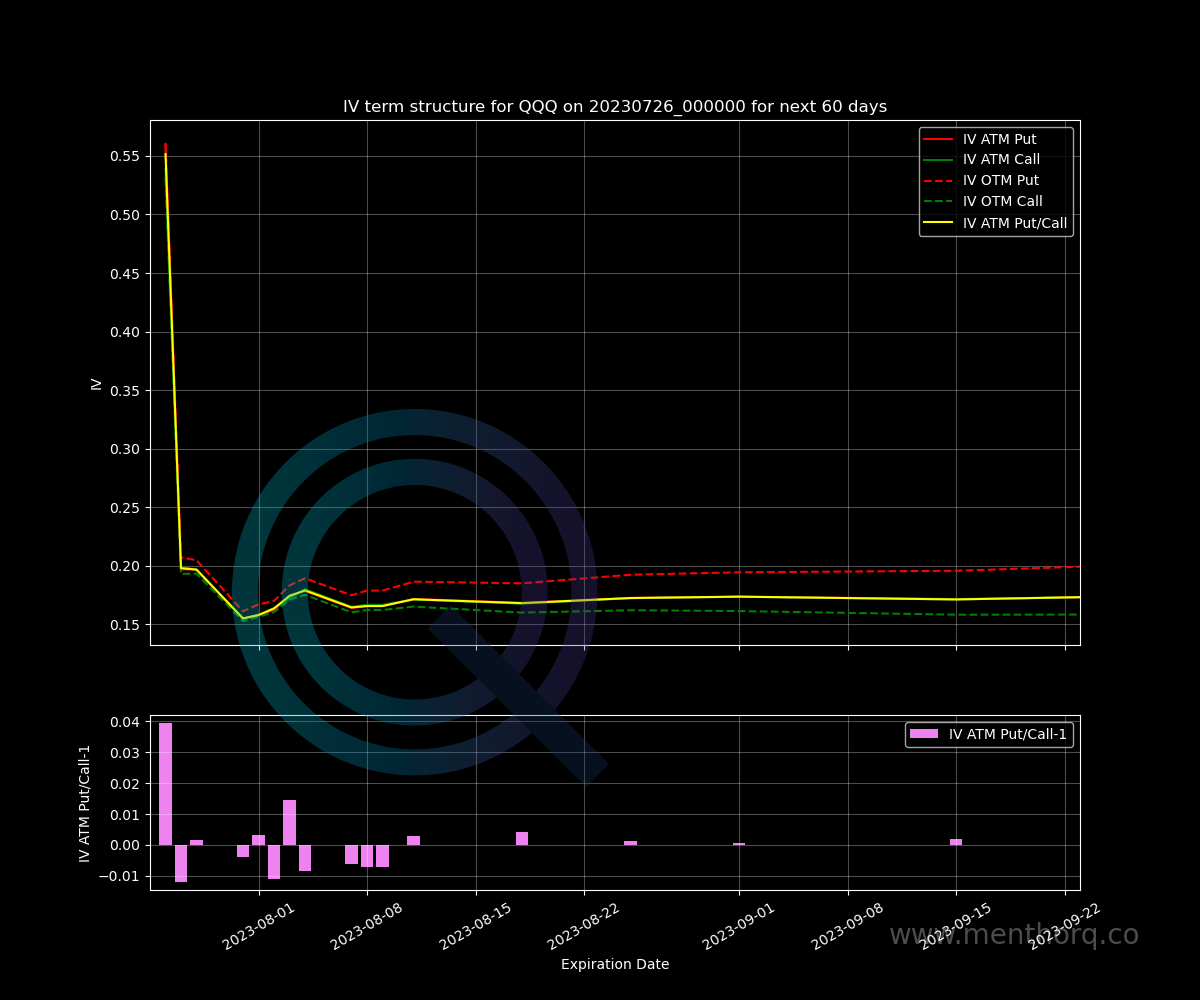 IV term structure for QQQ on 20230726_000000 for next 60 days
IV ATM Put
IV ATM Call
IV OTM Put
IV OTM Call
IV ATM Put/Call
0.55
0.50
0.45
0.40
0.35
0.30
0.25
0.20
0.15
IV
IV ATM Put/Call-1
0.04
0.03
0.02
0.01
0.00
−0.01
IV ATM Put/Call-1
2023-08-01
2023-08-08
2023-08-15
2023-08-22
2023-09-01
2023-09-08
2023-09-15
2023-09-22
www.menthorq.co
Expiration Date